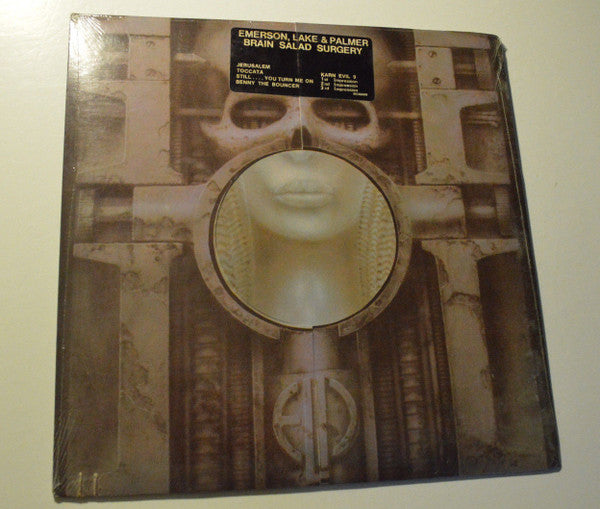 EMERSON, LAKE & PALMER
BRAIN SALAD SURGERY
JERUSALEM
TOCCATA
STILL....YOU TURN ME ON
BENNY THE BOUNCER
KARN EVIL 9
1st Impression
2nd Impression
3rd Impression
ELP